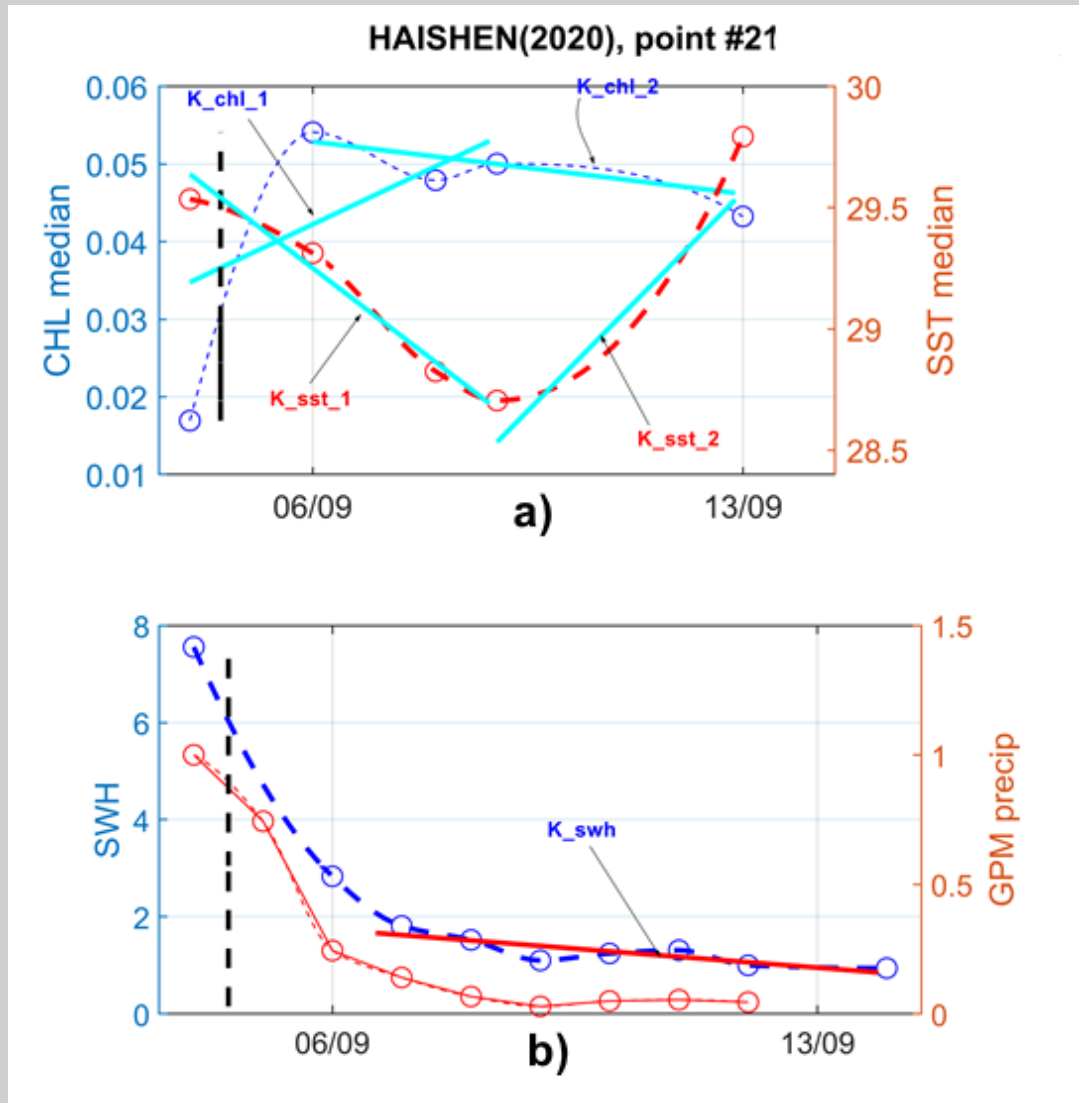 HAISHEN(2020), point #21
0.06
0.05
0.04
0.03
0.02
0.01
CHL median
K_chl_1
K_chl_2
K_sst_1
K_sst_2
30
29.5
29
28.5
SST median
06/09
13/09
a)
8
6
4
2
0
SWH
K_swh
1.5
1
0.5
0
GPM precip
06/09
13/09
b)